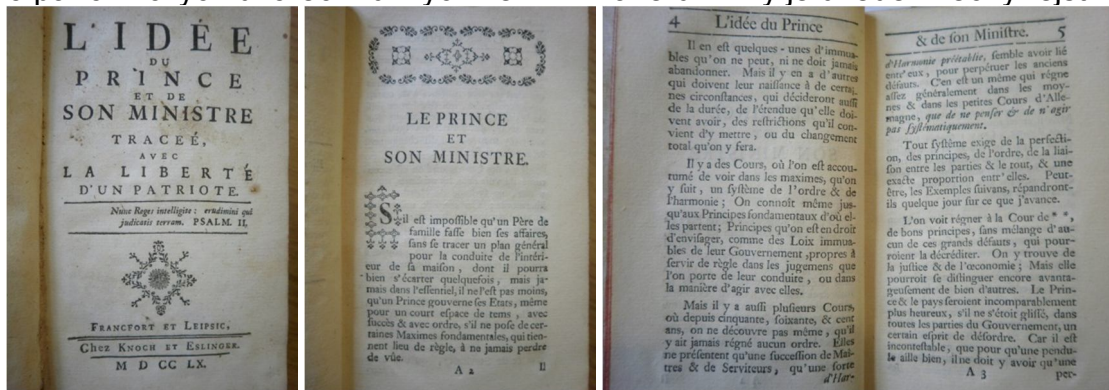 L'IDÉE
DU
PRINCE
ET DE
SON MINISTRE
TRACEÉ,
AVEC
LA LIBERTÉ
D'UN PATRIOTE.
Nunc Reges intelligite: erudimini qui
judicatis terram. PSALM. II.
FRANCFORT ET LEIPSIC,
Chez KNOCH ET ESLINGER.
M D CC LX.
LE PRINCE
ET
SON MINISTRE.
S'il est impossible qu'un Père de
famille fasse bien ses affaires,
sans se tracer un plan général
pour la conduite de l'intéri-
eur de sa maison, dont il pourra
bien s'écarter quelquefois, mais ja-
mais dans l'essentiel, il ne l'est pas moins,
qu'un Prince gouverne ses Etats, même
pour un court espace de tems, avec
succès & avec ordre, s'il ne pose de cer-
taines Maximes fondamentales, qui tien-
nent lieu de règle, à ne jamais perdre
de vûe.
A 2
Il
4 L'idée du Prince
Il en est quelques-unes d'immua-
bles qu'on ne peut, ni ne doit jamais
abandonner. Mais il y en a d'autres
qui doivent leur naissance à de certai-
nes circonstances, qui décideront aussi
de la durée, de l'étendue qu'elle doi-
vent avoir, des restrictions qu'il con-
vient d'y mettre, ou du changement
total qu'on y fera.
Il y a des Cours, où l'on est accou-
tumé de voir dans les maximes, qu'on
y suit, un système de l'ordre & de
l'harmonie; On connoit même jus-
qu'aux Principes fondamentaux d'où el-
les partent; Principes qu'on est en droit
d'envisager, comme des Loix immua-
bles de leur Gouvernement, propres à
servir de règle dans les jugemens que
l'on porte de leur conduite, ou dans
la manière d'agir avec elles.
Mais il y a aussi plusieurs Cours,
où depuis cinquante, soixante, & cent
ans, on ne découvre pas même, qu'il
y ait jamais régné aucun ordre. Elles
ne présentent qu'une succession de Maî-
tres & de Serviteurs, qu'une sorte
d'Har-
& de son Ministre. 5
d'Harmonie préétablie, semble avoir lié
entr'eux, pour perpétuer les anciens
défauts. C'en est un même qui régne
assez généralement dans les moy-
nes & dans les petites Cours d'Alle-
magne, que de ne penser & de n'agir
pas systématiquement.
Tout système exige de la perfecti-
on, des principes, de l'ordre, de la liai-
son entre les parties & le tout, & une
exacte proportion entr'elles. Peut-
être, les Exemples suivans, répandront-
ils quelque jour sur ce que j'avance.
L'on voit régner à la Cour de * *,
de bons principes, sans mélange d'au-
cun de ces grands défauts, qui pour-
roient la décréditer. On y trouve de
la justice & de l'œconomie; Mais elle
pourroit se distinguer encore avanta-
geusement de bien d'autres. Le Prin-
ce & le pays seroient incomparablement
plus heureux, s'il ne s'étoit glissé, dans
toutes les parties du Gouvernement, un
certain esprit de désordre. Car il est
incontestable, que pour qu'une pendu-
le aille bien, il ne doit y avoir qu'une
A 3
per-